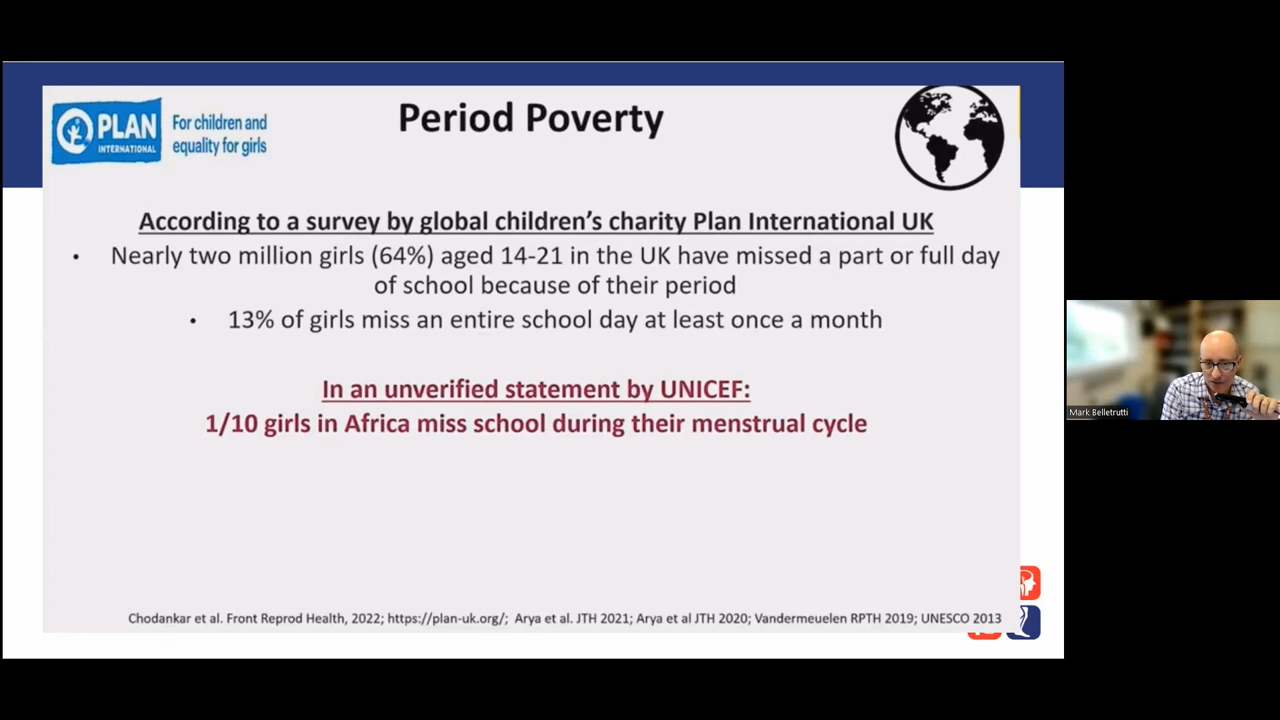 PLAN
INTERNATIONAL
For children and
equality for girls
Period Poverty
According to a survey by global children's charity Plan International UK
• Nearly two million girls (64%) aged 14-21 in the UK have missed a part or full day
of school because of their period
• 13% of girls miss an entire school day at least once a month
In an unverified statement by UNICEF:
1/10 girls in Africa miss school during their menstrual cycle
Chodankar et al. Front Reprod Health, 2022; https://plan-uk.org/; Arya et al. JTH 2021; Arya et al JTH 2020; Vandermeuelen RPTH 2019; UNESCO 2013
Mark Belletrutti